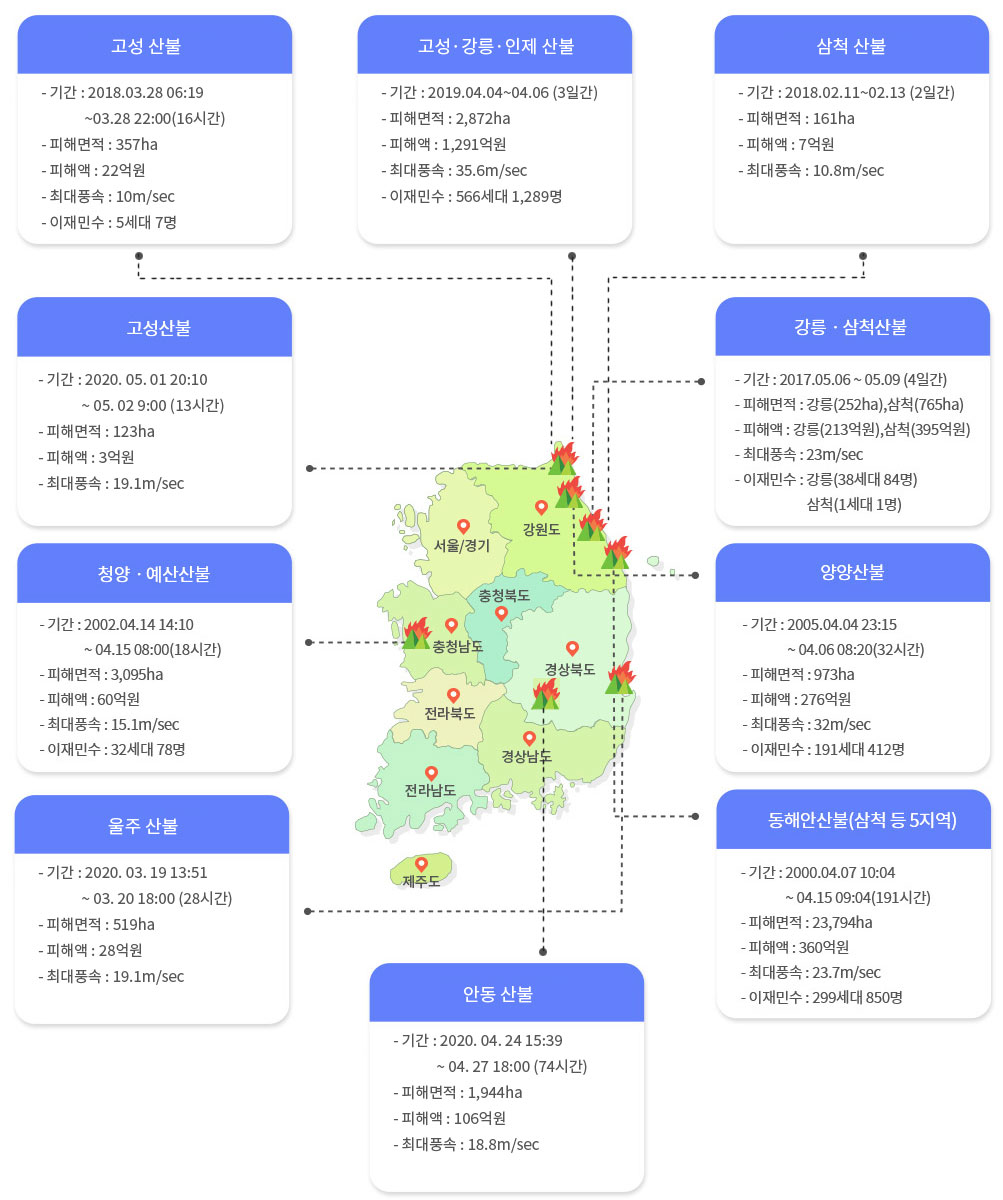 고성 산불
- 기간 : 2018.03.28 06:19
~03.28 22:00(16시간)
- 피해면적 : 357ha
- 피해액 : 22억원
- 최대풍속 : 10m/sec
- 이재민수 : 5세대 7명
고성·강릉·인제 산불
- 기간 : 2019.04.04~04.06 (3일간)
- 피해면적 : 2,872ha
- 피해액 : 1,291억원
- 최대풍속 : 35.6m/sec
- 이재민수 : 566세대 1,289명
삼척 산불
- 기간 : 2018.02.11~02.13 (2일간)
- 피해면적 : 161ha
- 피해액 : 7억원
- 최대풍속 : 10.8m/sec
고성산불
- 기간 : 2020. 05. 01 20:10
~ 05. 02 9:00 (13시간)
- 피해면적 : 123ha
- 피해액 : 3억원
- 최대풍속 : 19.1m/sec
강릉 · 삼척산불
- 기간 : 2017.05.06 ~ 05.09 (4일간)
- 피해면적 : 강릉(252ha),삼척(765ha)
- 피해액 : 강릉(213억원),삼척(395억원)
- 최대풍속 : 23m/sec
- 이재민수 : 강릉(38세대 84명)
삼척(1세대 1명)
강원도
서울/경기
충청북도
충청남도
경상북도
전라북도
경상남도
전라남도
제주도
청양 · 예산산불
- 기간 : 2002.04.14 14:10
~ 04.15 08:00(18시간)
- 피해면적 : 3,095ha
- 피해액 : 60억원
- 최대풍속 : 15.1m/sec
- 이재민수 : 32세대 78명
양양산불
- 기간 : 2005.04.04 23:15
~ 04.06 08:20(32시간)
- 피해면적 : 973ha
- 피해액 : 276억원
- 최대풍속 : 32m/sec
- 이재민수 : 191세대 412명
울주 산불
- 기간 : 2020. 03. 19 13:51
~ 03. 20 18:00 (28시간)
- 피해면적 : 519ha
- 피해액 : 28억원
- 최대풍속 : 19.1m/sec
동해안산불(삼척 등 5지역)
- 기간 : 2000.04.07 10:04
~ 04.15 09:04(191시간)
- 피해면적 : 23,794ha
- 피해액 : 360억원
- 최대풍속 : 23.7m/sec
- 이재민수 : 299세대 850명
안동 산불
- 기간 : 2020. 04. 24 15:39
~ 04. 27 18:00 (74시간)
- 피해면적 : 1,944ha
- 피해액 : 106억원
- 최대풍속 : 18.8m/sec